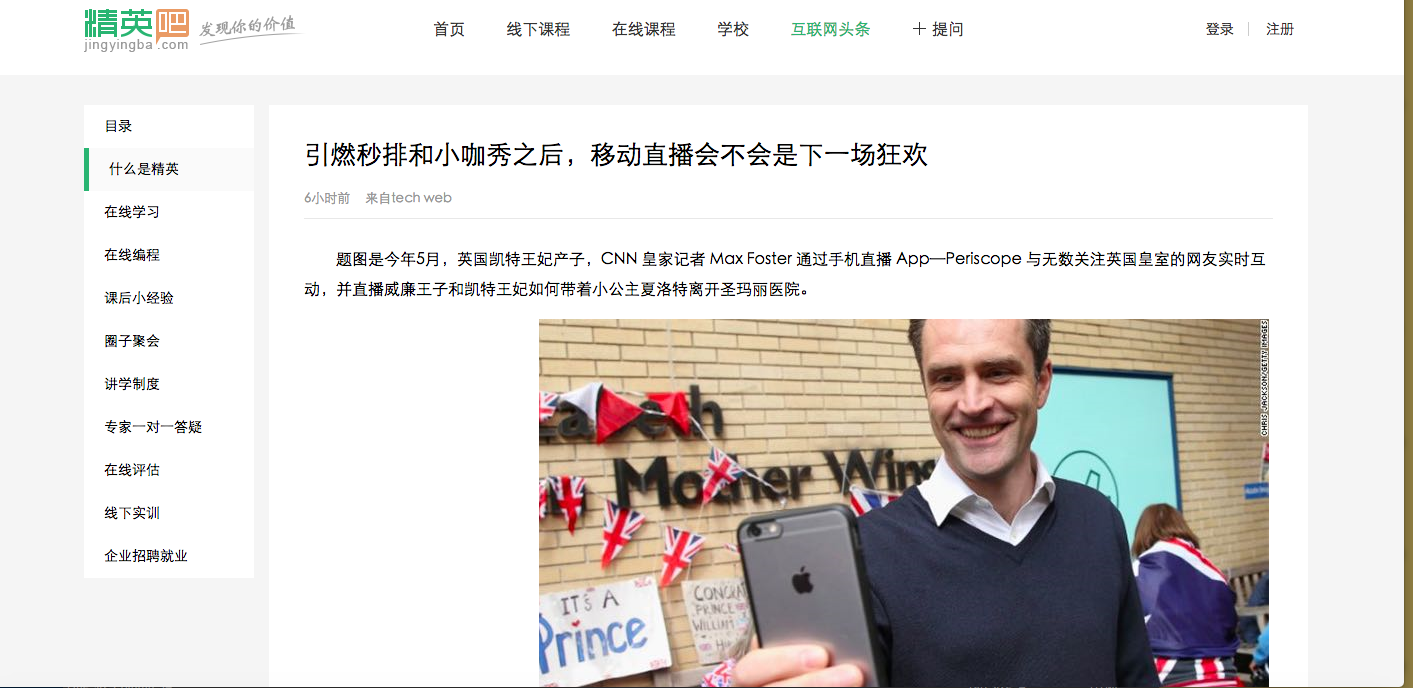 精英吧
jingyingba.com
发现你的价值
首页
线下课程
在线课程
学校
互联网头条
+ 提问
登录
注册
目录
什么是精英
在线学习
在线编程
课后小经验
圈子聚会
讲学制度
专家一对一答疑
在线评估
线下实训
企业招聘就业
引燃秒排和小咖秀之后，移动直播会不会是下一场狂欢
6小时前 来自tech web
题图是今年5月，英国凯特王妃产子，CNN 皇家记者 Max Foster 通过手机直播 App—Periscope 与无数关注英国皇室的网友实时互
动，并直播威廉王子和凯特王妃如何带着小公主夏洛特离开圣玛丽医院。
CHRIS JACKSON/GETTY IMAGES
Mother Wing
IT'S A
Prince
PRINCE
WILLIAM